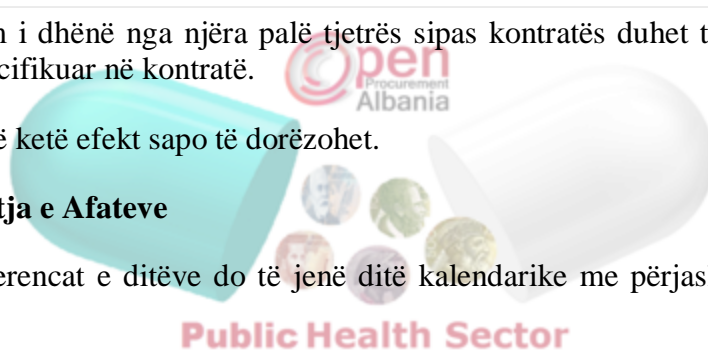 i dhënë nga njëra palë tjetrës sipas kontratës duhet
cifikuar në kontratë.
Open
Procurement
Albania
ketë efekt sapo të dorëzohet.
tja e Afateve
erencat e ditëve do të jenë ditë kalendarike me përjas
Public Health Sector